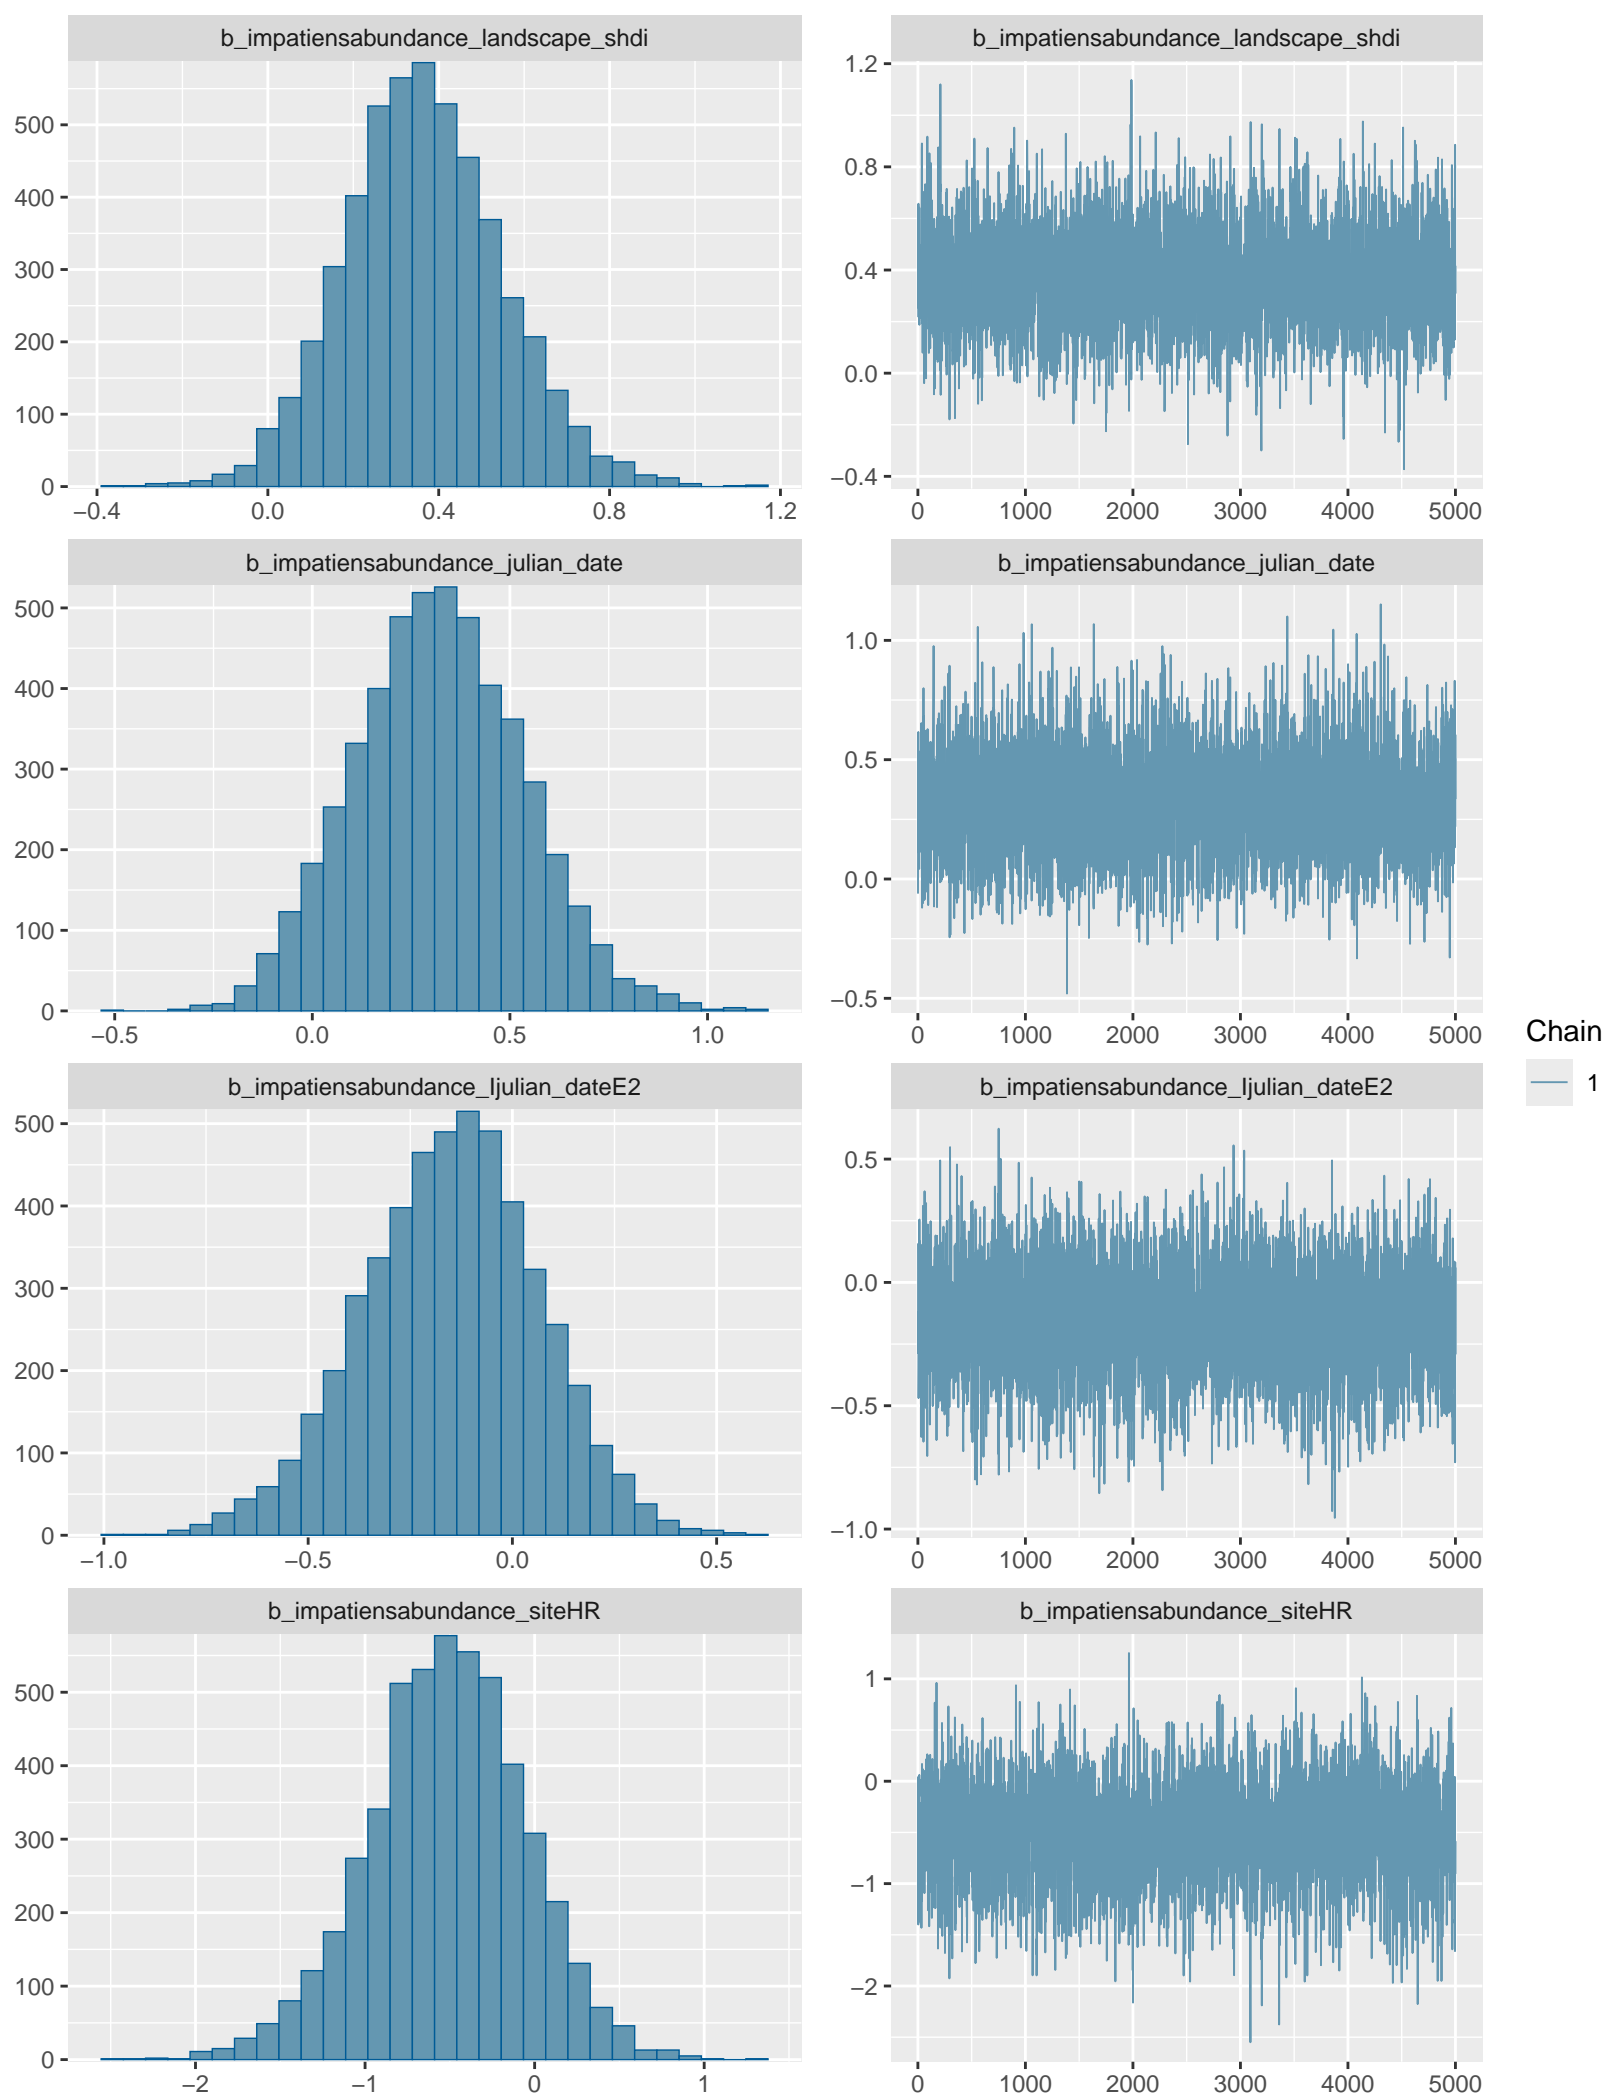 b_impatiensabundance_landscape_shdi
b_impatiensabundance_landscape_shdi
500
400
300
200
100
0
−0.4 0.0 0.4 0.8 1.2
1.2
0.8
0.4
0.0
−0.4
0 1000 2000 3000 4000 5000
b_impatiensabundance_julian_date
b_impatiensabundance_julian_date
500
400
300
200
100
0
−0.5 0.0 0.5 1.0
1.0
0.5
0.0
−0.5
0 1000 2000 3000 4000 5000
b_impatiensabundance_Ijulian_dateE2
b_impatiensabundance_Ijulian_dateE2
500
400
300
200
100
0
−1.0 −0.5 0.0 0.5
0.5
0.0
−0.5
−1.0
0 1000 2000 3000 4000 5000
b_impatiensabundance_siteHR
b_impatiensabundance_siteHR
500
400
300
200
100
0
−2 −1 0 1
1
0
−1
−2
0 1000 2000 3000 4000 5000
Chain
1